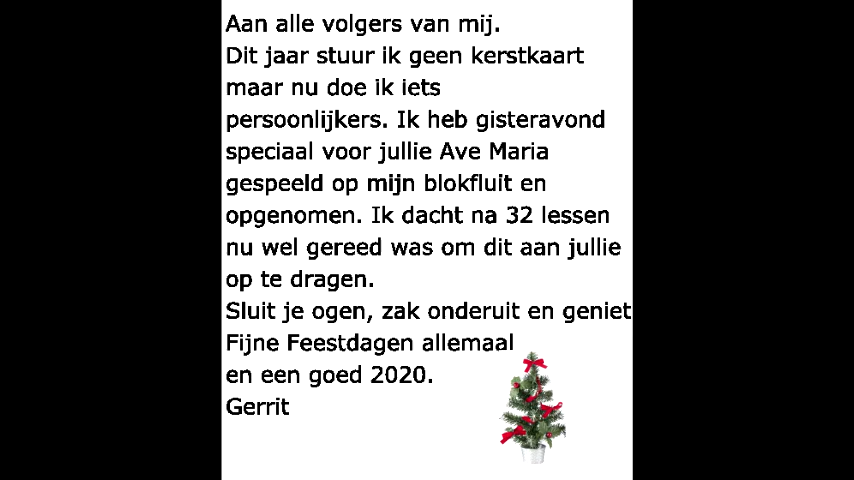 Aan alle volgers van mij.
Dit jaar stuur ik geen kerstkaart
maar nu doe ik iets
persoonlijkers. Ik heb gisteravond
speciaal voor jullie Ave Maria
gespeeld op mijn blokfluit en
opgenomen. Ik dacht na 32 lessen
nu wel gereed was om dit aan jullie
op te dragen.
Sluit je ogen, zak onderuit en geniet
Fijne Feestdagen allemaal
en een goed 2020.
Gerrit